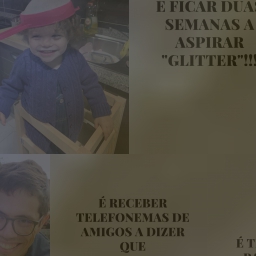 E FICAR DUAS
SEMANAS A
ASPIRAR
"GLITTER"!!!
É RECEBER
TELEFONEMAS DE
AMIGOS A DIZER
QUE
É T